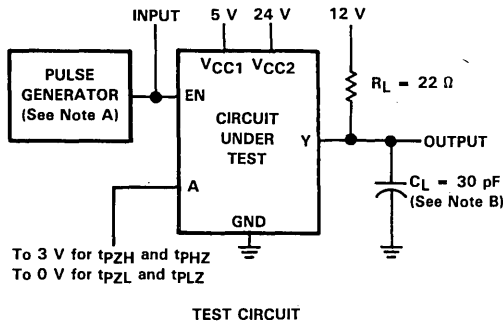 INPUT
5 V 24 V 12 V
VCC1 VCC2
PULSE
GENERATOR
(See Note A)
EN
CIRCUIT
UNDER
TEST
Y
A
GND
RL = 22 Ω
OUTPUT
CL = 30 pF
(See Note B)
To 3 V for tPZH and tPHZ
To 0 V for tPZL and tPLZ
TEST CIRCUIT